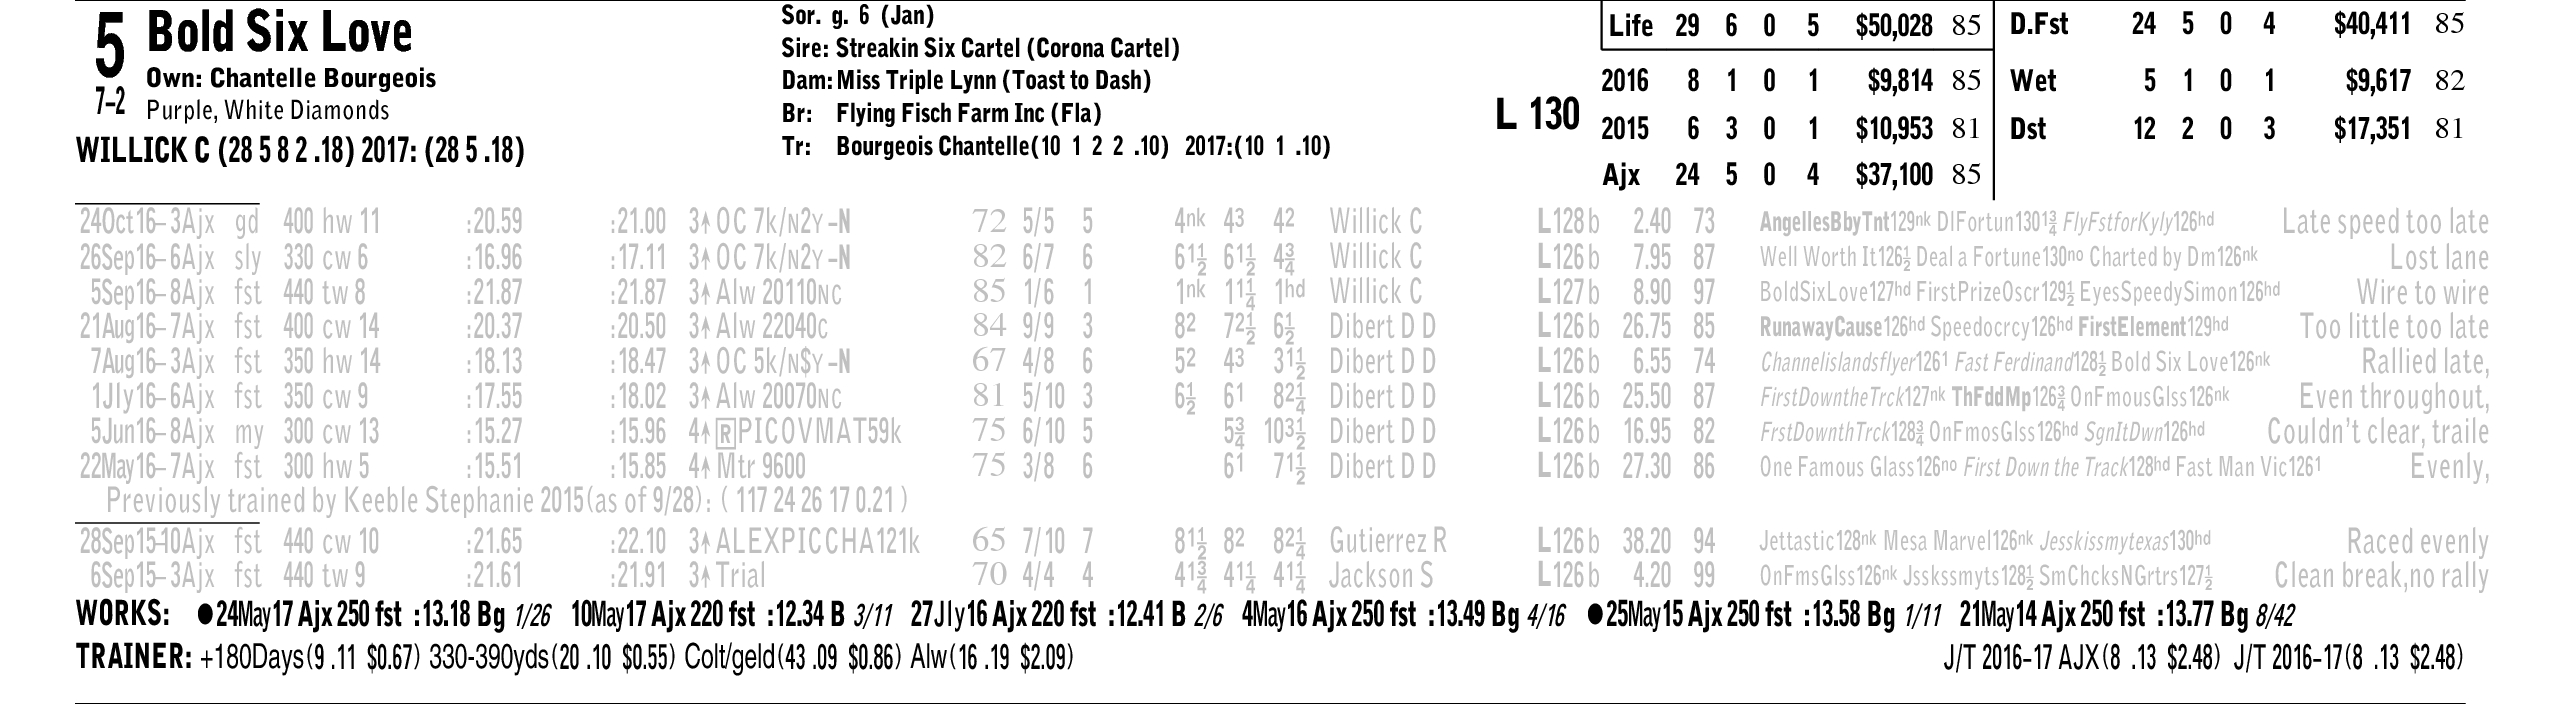 5 Bold Six Love
Own: Chantelle Bourgeois
7–2 Purple, White Diamonds
WILLICK C (28 5 8 2 .18) 2017: (28 5 .18)
Sor. g. 6 (Jan)
Sire: Streakin Six Cartel (Corona Cartel)
Dam: Miss Triple Lynn (Toast to Dash)
Br: Flying Fisch Farm Inc (Fla)
Tr: Bourgeois Chantelle(10 1 2 2 .10) 2017:(10 1 .10)
L 130
Life 29 6 0 5 $50,028 85
2016 8 1 0 1 $9,814 85
2015 6 3 0 1 $10,953 81
Ajx 24 5 0 4 $37,100 85
D.Fst 24 5 0 4 $40,411 85
Wet 5 1 0 1 $9,617 82
Dst 12 2 0 3 $17,351 81
24Oct16–3Ajx gd 400 hw 11 :20.59 :21.00 3↑ OC 7k/N2Y –N 72 5/5 5 4nk 43 42 Willick C L128 b 2.40 73 AngellesBbyTnt129nk DlFortun1301¾ FlyFstforKyly126hd Late speed too late
26Sep16–6Ajx sly 330 cw 6 :16.96 :17.11 3↑ OC 7k/N2Y –N 82 6/7 6 61½ 61½ 4¾ Willick C L126 b 7.95 87 Well Worth It126½ Deal a Fortune130no Charted by Dm126nk Lost lane
5Sep16–8Ajx fst 440 tw 8 :21.87 :21.87 3↑ Alw 20110NC 85 1/6 1 1nk 11¼ 1hd Willick C L127 b 8.90 97 BoldSixLove127hd FirstPrizeOscr129½ EyesSpeedySimon126hd Wire to wire
21Aug16–7Ajx fst 400 cw 14 :20.37 :20.50 3↑ Alw 22040C 84 9/9 3 82 72½ 6½ Dibert D D L126 b 26.75 85 RunawayCause126hd Speedocrcy126hd FirstElement129hd Too little too late
7Aug16–3Ajx fst 350 hw 14 :18.13 :18.47 3↑ OC 5k/N$Y –N 67 4/8 6 52 43 31½ Dibert D D L126 b 6.55 74 Channelislandsflyer1261 Fast Ferdinand128½ Bold Six Love126nk Rallied late,
1Jly16–6Ajx fst 350 cw 9 :17.55 :18.02 3↑ Alw 20070NC 81 5/10 3 6½ 61 82¼ Dibert D D L126 b 25.50 87 FirstDowntheTrck127nk ThFddMp126¾ OnFmousGlss126nk Even throughout,
5Jun16–8Ajx my 300 cw 13 :15.27 :15.96 4↑ R PICOVMAT59k 75 6/10 5 5¾ 103½ Dibert D D L126 b 16.95 82 FrstDownthTrck128¾ OnFmosGlss126hd SgnItDwn126hd Couldn't clear, traile
22May16–7Ajx fst 300 hw 5 :15.51 :15.85 4↑ Mtr 9600 75 3/8 6 61 71½ Dibert D D L126 b 27.30 86 One Famous Glass126no First Down the Track128hd Fast Man Vic1261 Evenly,
Previously trained by Keeble Stephanie 2015(as of 9/28): ( 117 24 26 17 0.21 )
28Sep15–10Ajx fst 440 cw 10 :21.65 :22.10 3↑ ALEXPICCHA121k 65 7/10 7 81½ 82 82¼ Gutierrez R L126 b 38.20 94 Jettastic128nk Mesa Marvel126nk Jesskissmytexas130hd Raced evenly
6Sep15–3Ajx fst 440 tw 9 :21.61 :21.91 3↑ Trial 70 4/4 4 41¾ 41¼ 41¼ Jackson S L126 b 4.20 99 OnFmsGlss126nk Jsskssmyts128½ SmChcksNGrtrs127½ Clean break,no rally
WORKS: ●24May17 Ajx 250 fst :13.18 Bg 1/26 10May17 Ajx 220 fst :12.34 B 3/11 27Jly16 Ajx 220 fst :12.41 B 2/6 4May16 Ajx 250 fst :13.49 Bg 4/16 ●25May15 Ajx 250 fst :13.58 Bg 1/11 21May14 Ajx 250 fst :13.77 Bg 8/42
TRAINER: +180Days(9 .11 $0.67) 330-390yds(20 .10 $0.55) Colt/geld(43 .09 $0.86) Alw(16 .19 $2.09) J/T 2016-17 AJX(8 .13 $2.48) J/T 2016-17(8 .13 $2.48)